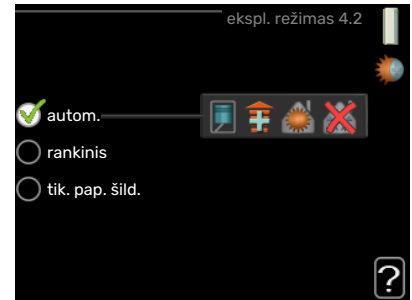 ekspl. režimas 4.2
autom.
rankinis
tik. pap. šild.
?